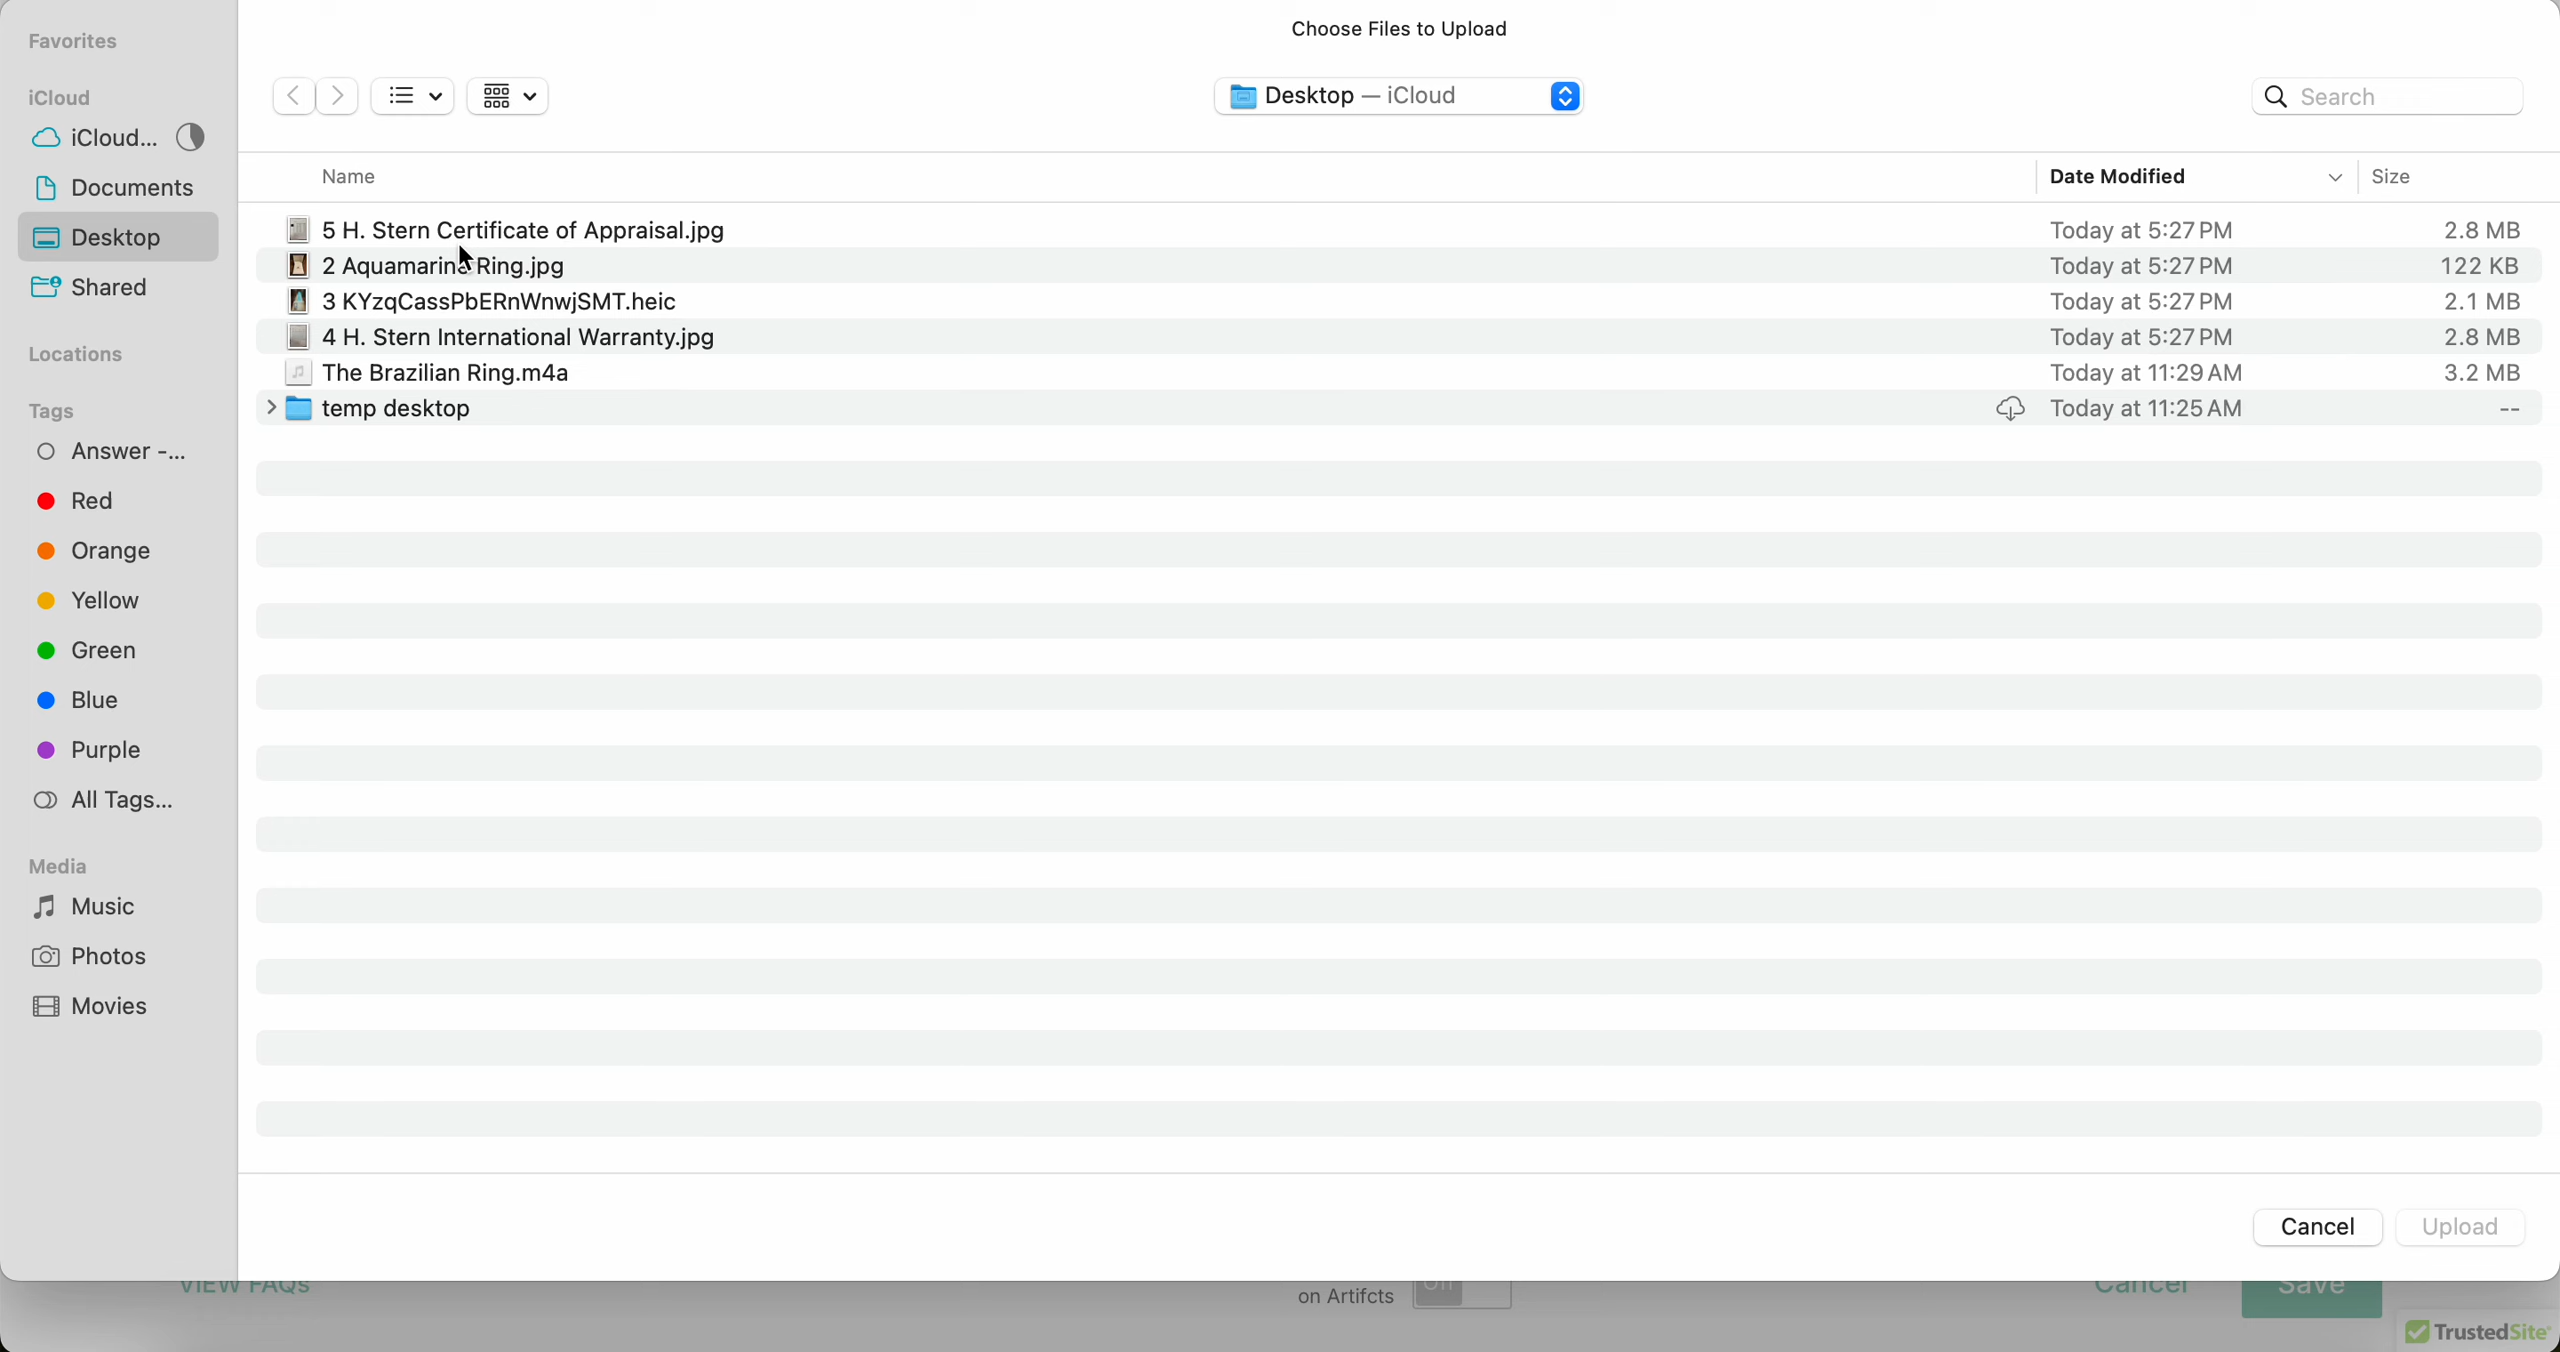 Choose Files to Upload
Favorites
iCloud
iCloud...
Documents
Desktop
Shared
Locations
Tags
Answer -...
Red
Orange
Yellow
Green
Blue
Purple
All Tags...
Media
Music
Photos
Movies
Desktop — iCloud
Search
Name Date Modified Size
5 H. Stern Certificate of Appraisal.jpg Today at 5:27 PM 2.8 MB
2 Aquamarine Ring.jpg Today at 5:27 PM 122 KB
3 KYzqCassPbERnWnwjSMT.heic Today at 5:27 PM 2.1 MB
4 H. Stern International Warranty.jpg Today at 5:27 PM 2.8 MB
The Brazilian Ring.m4a Today at 11:29 AM 3.2 MB
temp desktop Today at 11:25 AM --
Cancel Upload
VIEW FAQs
on Artifcts Off
Cancel Save
TrustedSite